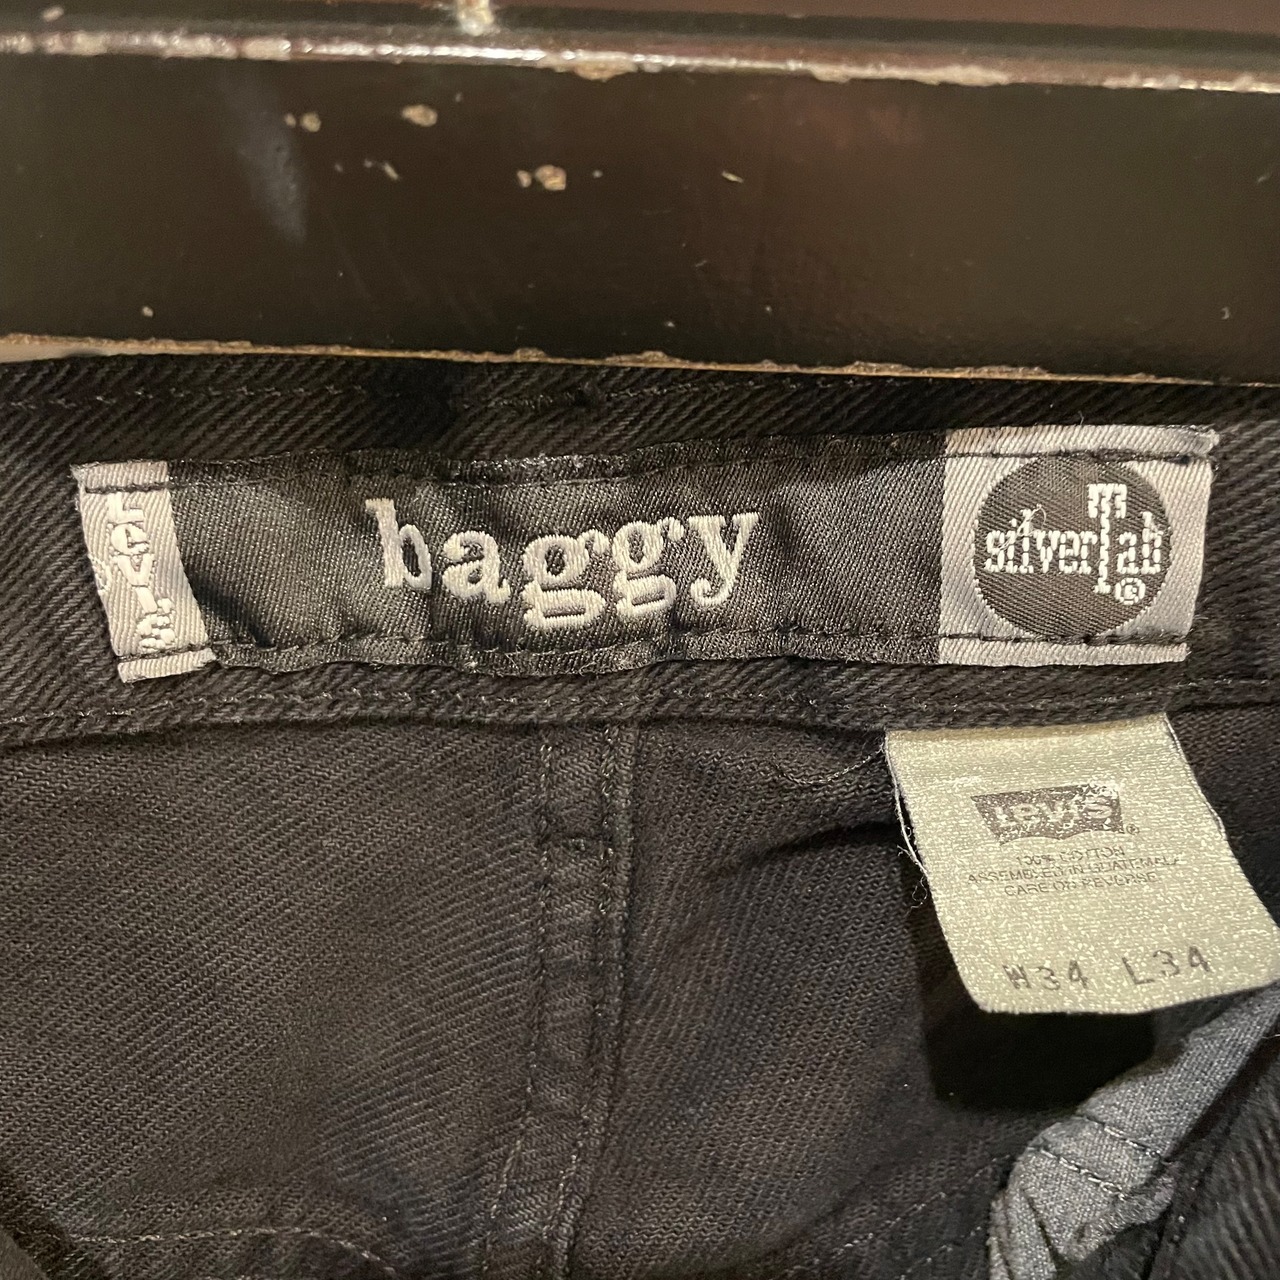 Levi's
baggy
silverTab®
Levi's®
100% COTTON
ASSEMBLED IN GUATEMALA
CARE ON REVERSE
W34 L34